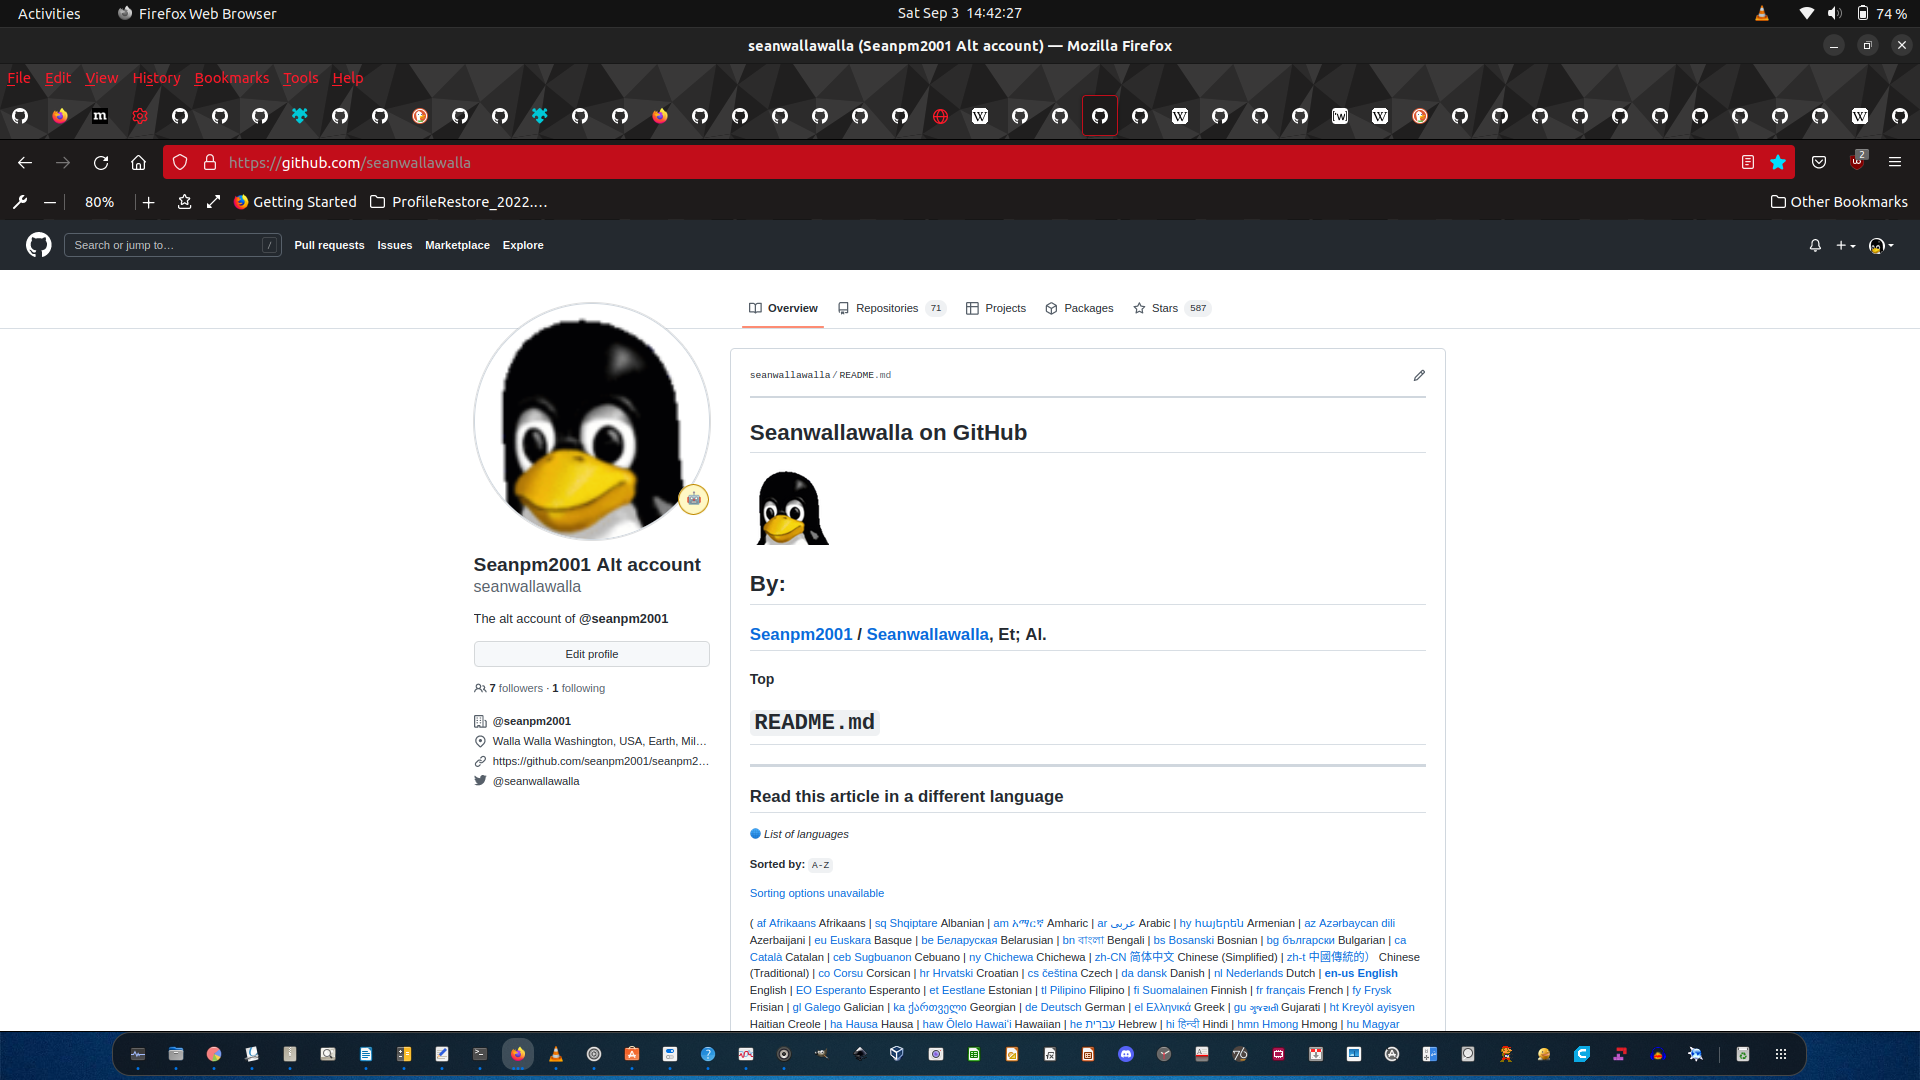 Activities
Firefox Web Browser
Sat Sep 3 14:42:27
74 %
seanwallawalla (Seanpm2001 Alt account) — Mozilla Firefox
File Edit View History Bookmarks Tools Help
https://github.com/seanwallawalla
2
80%
Getting Started
ProfileRestore_2022.…
Other Bookmarks
Search or jump to… /
Pull requests Issues Marketplace Explore
Overview Repositories 71 Projects Packages Stars 587
seanwallawalla / README.md
Seanwallawalla on GitHub
Seanpm2001 Alt account
seanwallawalla
The alt account of @seanpm2001
Edit profile
7 followers · 1 following
@seanpm2001
Walla Walla Washington, USA, Earth, Mil…
https://github.com/seanpm2001/seanpm2…
@seanwallawalla
By:
Seanpm2001 / Seanwallawalla, Et; Al.
Top
README.md
Read this article in a different language
List of languages
Sorted by: A-Z
Sorting options unavailable
( af Afrikaans Afrikaans | sq Shqiptare Albanian | am አማርኛ Amharic | ar عربى Arabic | hy հայերեն Armenian | az Azərbaycan dili
Azerbaijani | eu Euskara Basque | be Беларуская Belarusian | bn বাংলা Bengali | bs Bosanski Bosnian | bg български Bulgarian | ca
Català Catalan | ceb Sugbuanon Cebuano | ny Chichewa Chichewa | zh-CN 简体中文 Chinese (Simplified) | zh-t 中國傳統的） Chinese
(Traditional) | co Corsu Corsican | hr Hrvatski Croatian | cs čeština Czech | da dansk Danish | nl Nederlands Dutch | en-us English
English | EO Esperanto Esperanto | et Eestlane Estonian | tl Pilipino Filipino | fi Suomalainen Finnish | fr français French | fy Frysk
Frisian | gl Galego Galician | ka ქართველი Georgian | de Deutsch German | el Ελληνικά Greek | gu ગુજરાતી Gujarati | ht Kreyòl ayisyen
Haitian Creole | ha Hausa Hausa | haw Ōlelo Hawaiʻi Hawaiian | he עִברִית Hebrew | hi हिन्दी Hindi | hmn Hmong Hmong | hu Magyar